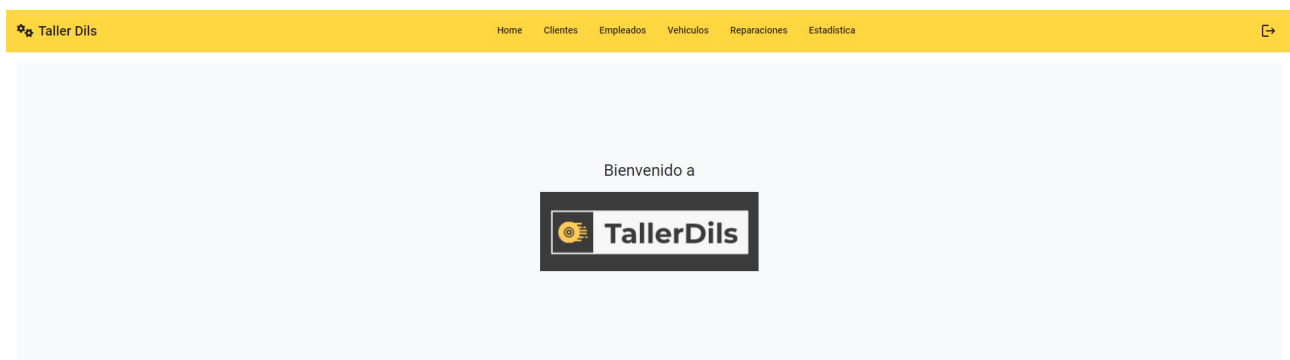 Taller Dils Home Clientes Empleados Vehiculos Reparaciones Estadística
Bienvenido a
TallerDils